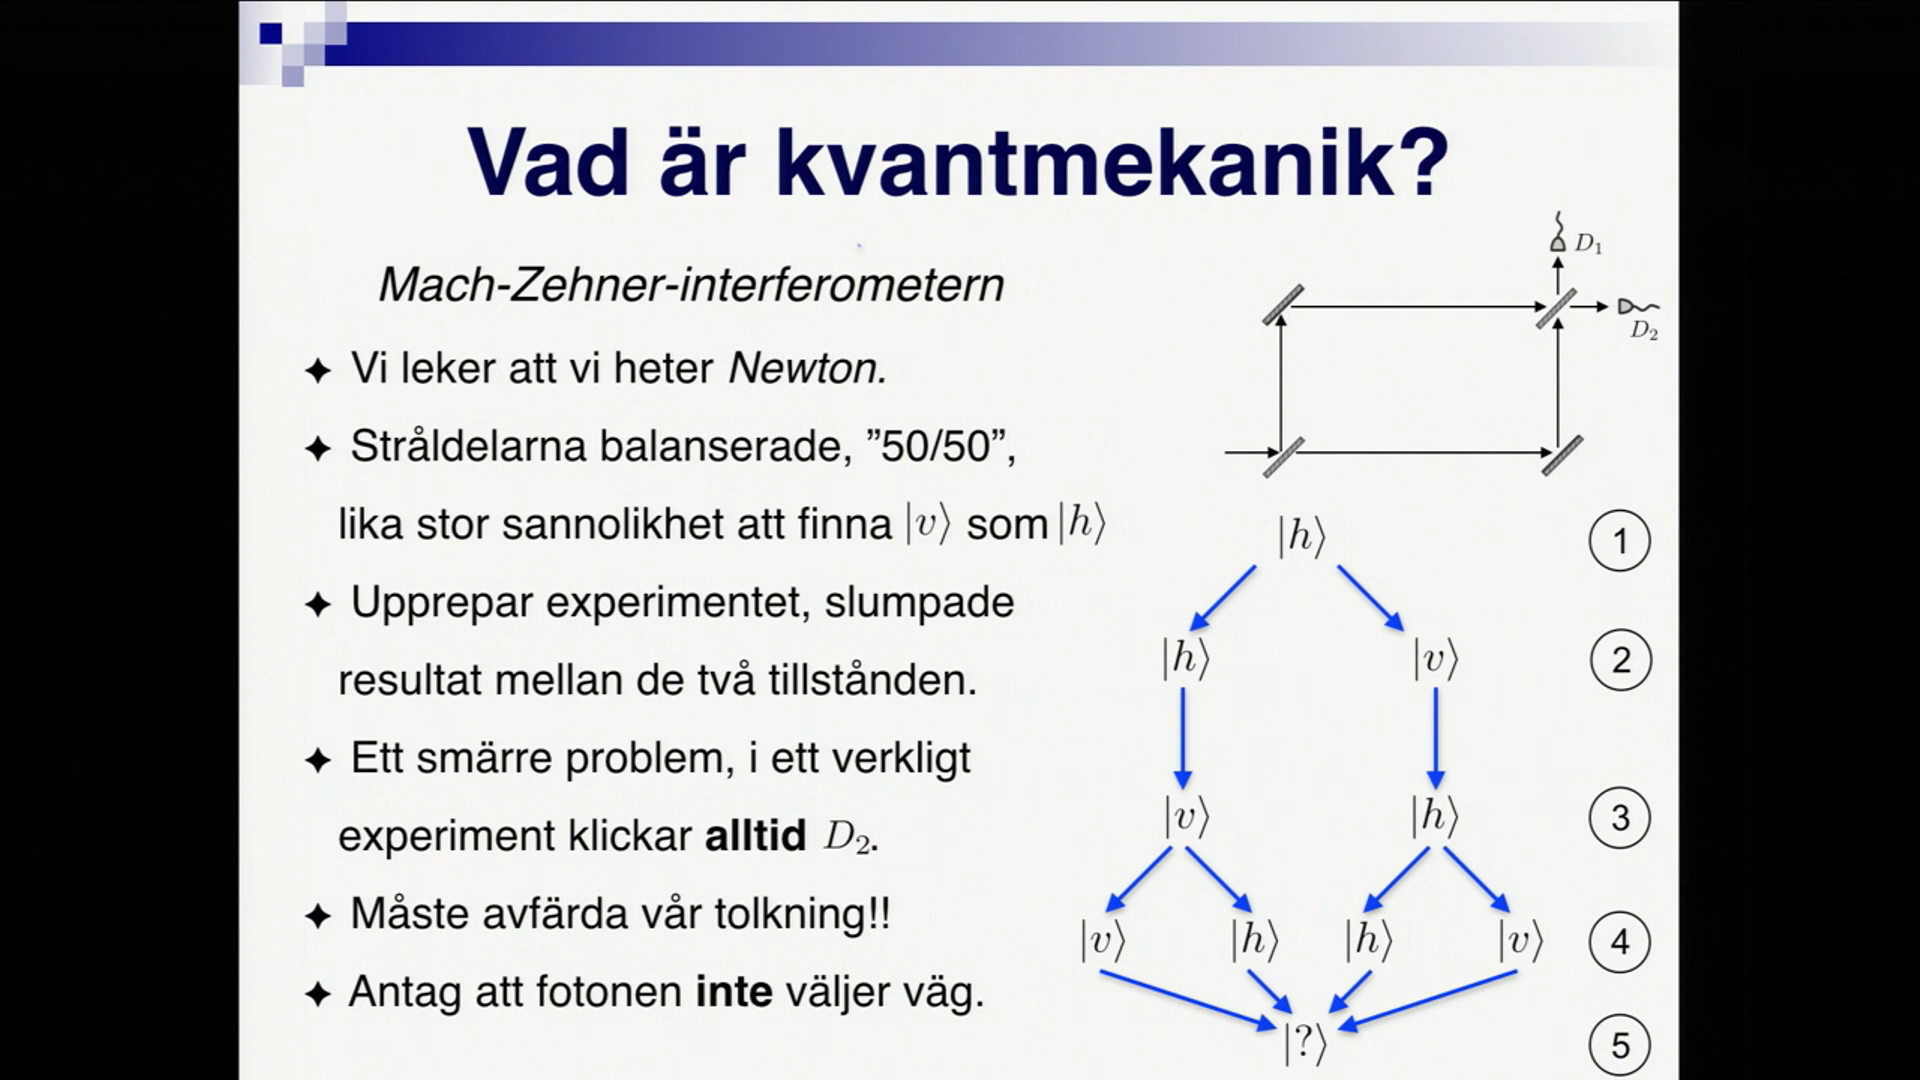 Vad är kvantmekanik?
Mach-Zehner-interferometern
✦ Vi leker att vi heter Newton.
✦ Stråldelarna balanserade, ”50/50”,
lika stor sannolikhet att finna |v⟩ som |h⟩
✦ Upprepar experimentet, slumpade
resultat mellan de två tillstånden.
✦ Ett smärre problem, i ett verkligt
experiment klickar alltid D₂.
✦ Måste avfärda vår tolkning!!
✦ Antag att fotonen inte väljer väg.
D₁
D₂
|h⟩ 1
|h⟩ |v⟩ 2
|v⟩ |h⟩ 3
|v⟩ |h⟩ |h⟩ |v⟩ 4
|?⟩ 5